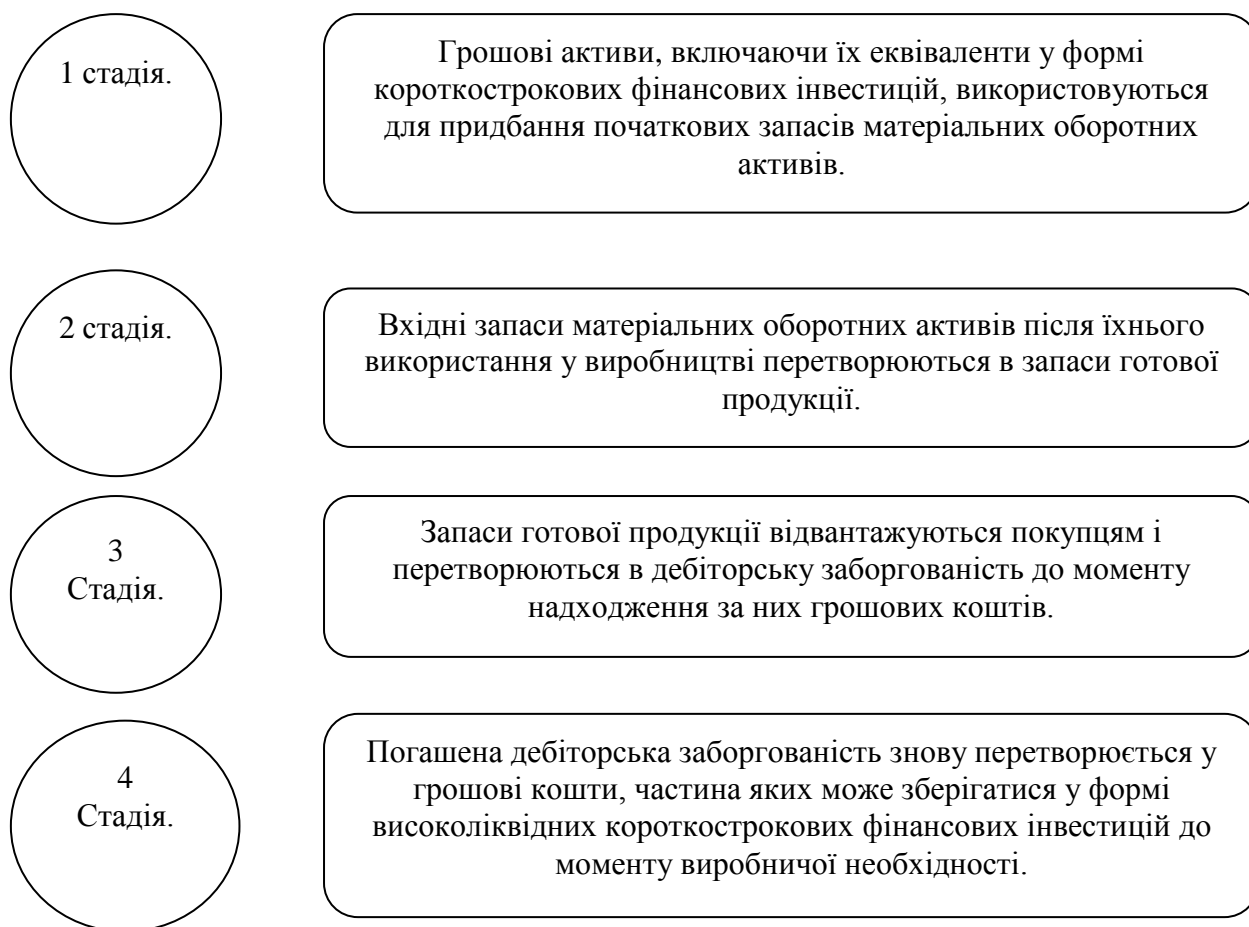 1 стадія.
Грошові активи, включаючи їх еквіваленти у формі
короткострокових фінансових інвестицій, використовуються
для придбання початкових запасів матеріальних оборотних
активів.
2 стадія.
Вхідні запаси матеріальних оборотних активів після їхнього
використання у виробництві перетворюються в запаси готової
продукції.
3
Стадія.
Запаси готової продукції відвантажуються покупцям і
перетворюються в дебіторську заборгованість до моменту
надходження за них грошових коштів.
4
Стадія.
Погашена дебіторська заборгованість знову перетворюється у
грошові кошти, частина яких може зберігатися у формі
високоліквідних короткострокових фінансових інвестицій до
моменту виробничої необхідності.